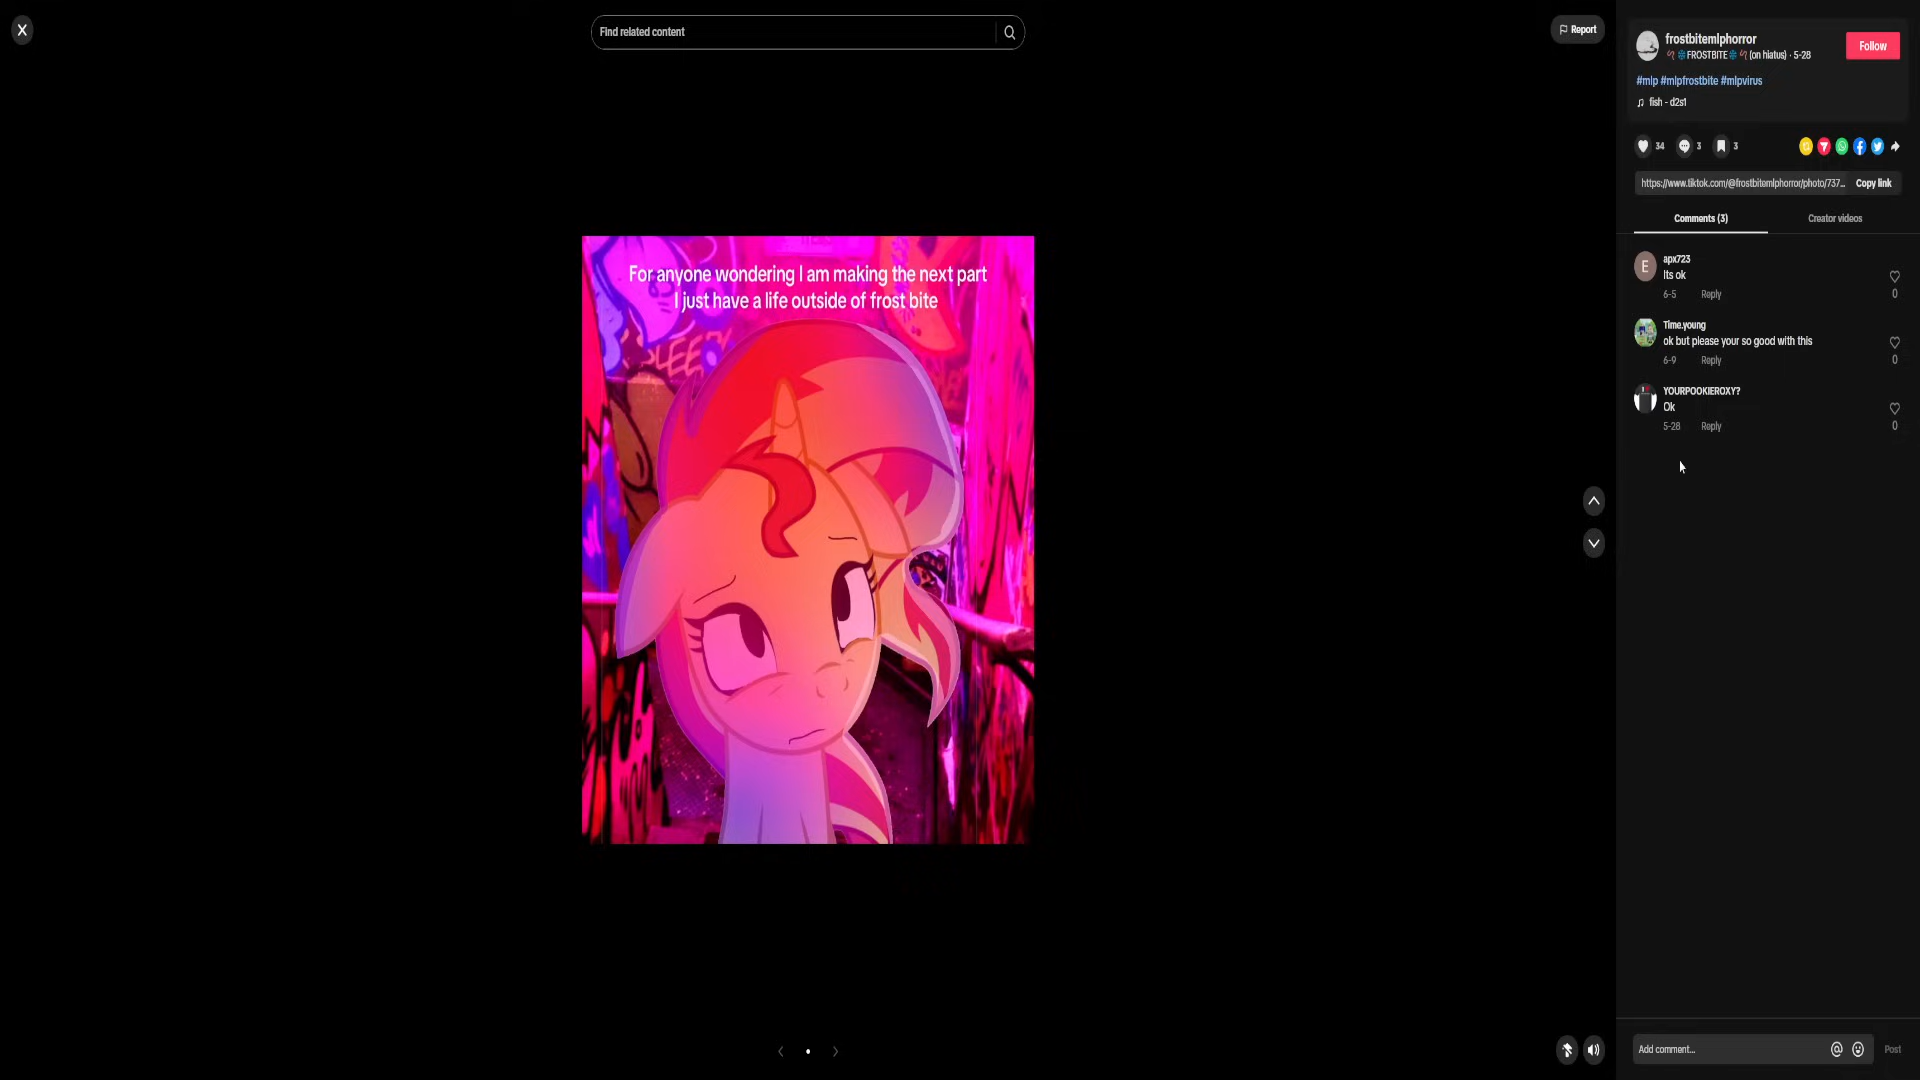 Find related content
Report
For anyone wondering I am making the next part
I just have a life outside of frost bite
SLEE
frostbitemlphorror
FROSTBITE (on hiatus) · 5-28
Follow
#mlp #mlpfrostbite #mlpvirus
fish - d2s1
34
3
3
https://www.tiktok.com/@frostbitemlphorror/photo/737...
Copy link
Comments (3)
Creator videos
E
apx723
Its ok
6-5 Reply
0
Time.young
ok but please your so good with this
6-9 Reply
0
YOURPOOKIEROXY?
Ok
5-28 Reply
0
Add comment...
Post